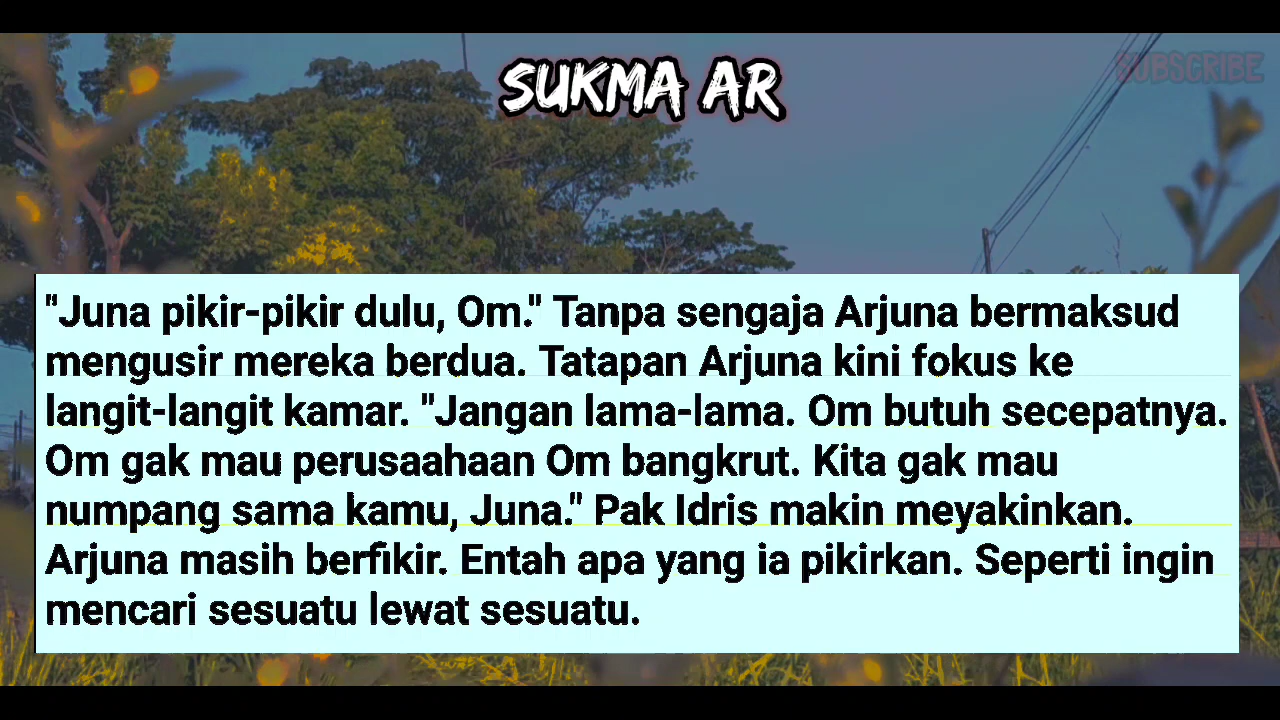 SUKMA AR
SUBSCRIBE
"Juna pikir-pikir dulu, Om." Tanpa sengaja Arjuna bermaksud
mengusir mereka berdua. Tatapan Arjuna kini fokus ke
langit-langit kamar. "Jangan lama-lama. Om butuh secepatnya.
Om gak mau perusaahaan Om bangkrut. Kita gak mau
numpang sama kamu, Juna." Pak Idris makin meyakinkan.
Arjuna masih berfikir. Entah apa yang ia pikirkan. Seperti ingin
mencari sesuatu lewat sesuatu.